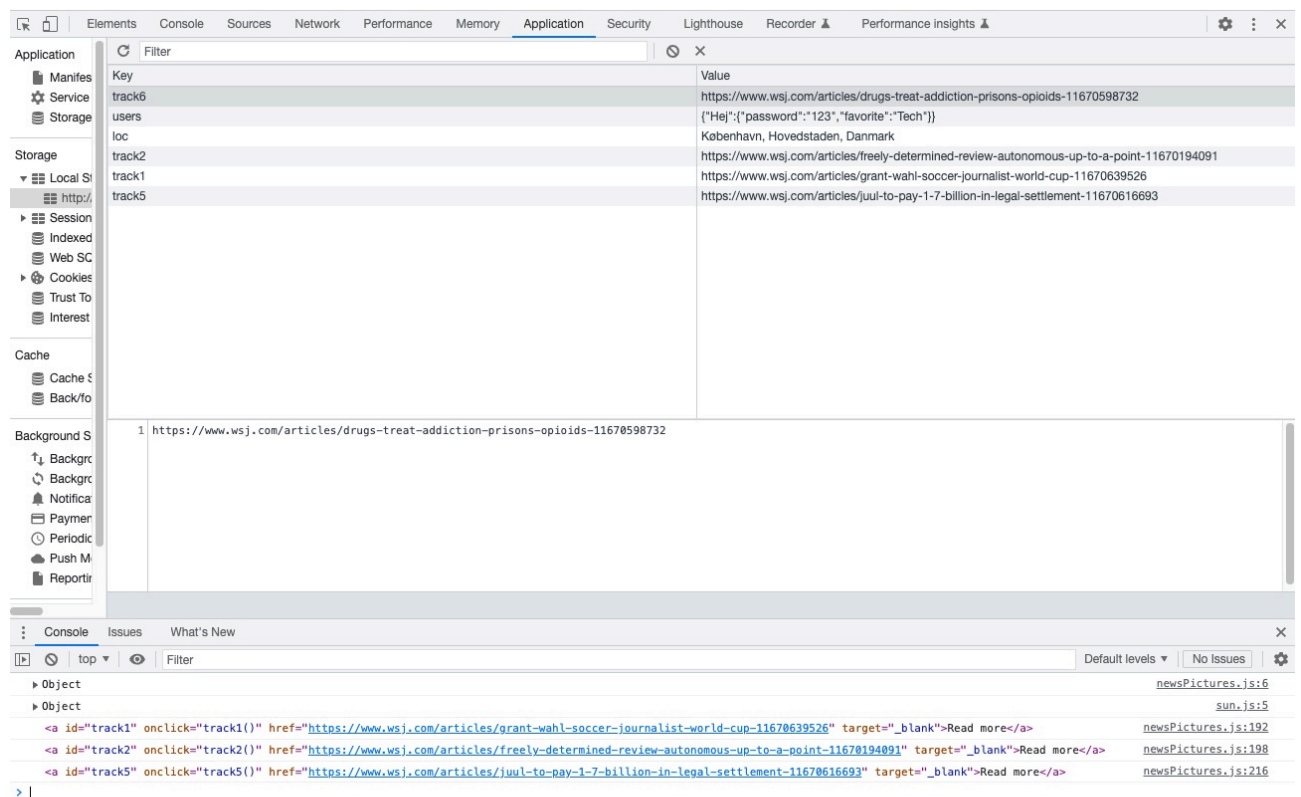 Elements Console Sources Network Performance Memory Application Security Lighthouse Recorder Performance insights
Application
Manifes
Service
Storage
Storage
Local St
http:/
Session
Indexed
Web SQ
Cookies
Trust To
Interest
Cache
Cache S
Back/fo
Background S
Backgro
Backgro
Notifica
Paymen
Periodic
Push M
Reportin
Filter
Key Value
track6 https://www.wsj.com/articles/drugs-treat-addiction-prisons-opioids-11670598732
users {"Hej":{"password":"123","favorite":"Tech"}}
loc København, Hovedstaden, Danmark
track2 https://www.wsj.com/articles/freely-determined-review-autonomous-up-to-a-point-11670194091
track1 https://www.wsj.com/articles/grant-wahl-soccer-journalist-world-cup-11670639526
track5 https://www.wsj.com/articles/juul-to-pay-1-7-billion-in-legal-settlement-11670616693
1 https://www.wsj.com/articles/drugs-treat-addiction-prisons-opioids-11670598732
Console Issues What's New
top Filter Default levels No Issues
Object newsPictures.js:6
Object sun.js:5
<a id="track1" onclick="track1()" href="https://www.wsj.com/articles/grant-wahl-soccer-journalist-world-cup-11670639526" target="_blank">Read more</a> newsPictures.js:192
<a id="track2" onclick="track2()" href="https://www.wsj.com/articles/freely-determined-review-autonomous-up-to-a-point-11670194091" target="_blank">Read more</a> newsPictures.js:198
<a id="track5" onclick="track5()" href="https://www.wsj.com/articles/juul-to-pay-1-7-billion-in-legal-settlement-11670616693" target="_blank">Read more</a> newsPictures.js:216
>